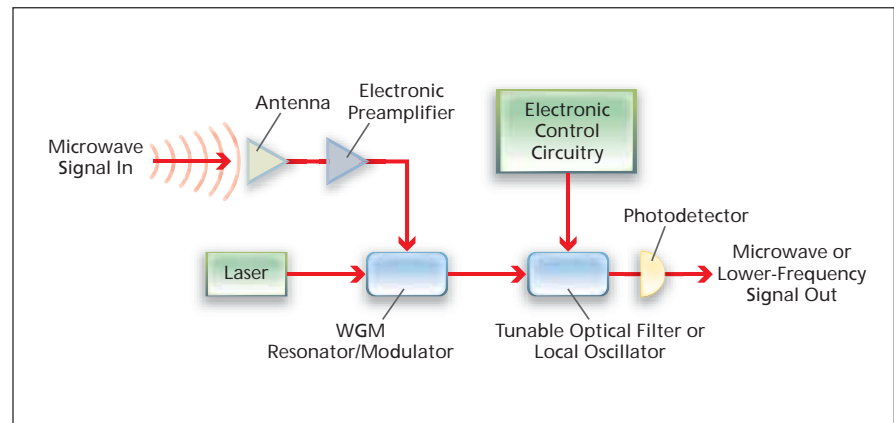 Microwave
Signal In
Antenna
Electronic
Preamplifier
Electronic
Control
Circuitry
Laser
WGM
Resonator/Modulator
Tunable Optical Filter or
Local Oscillator
Photodetector
Microwave or
Lower-Frequency
Signal Out